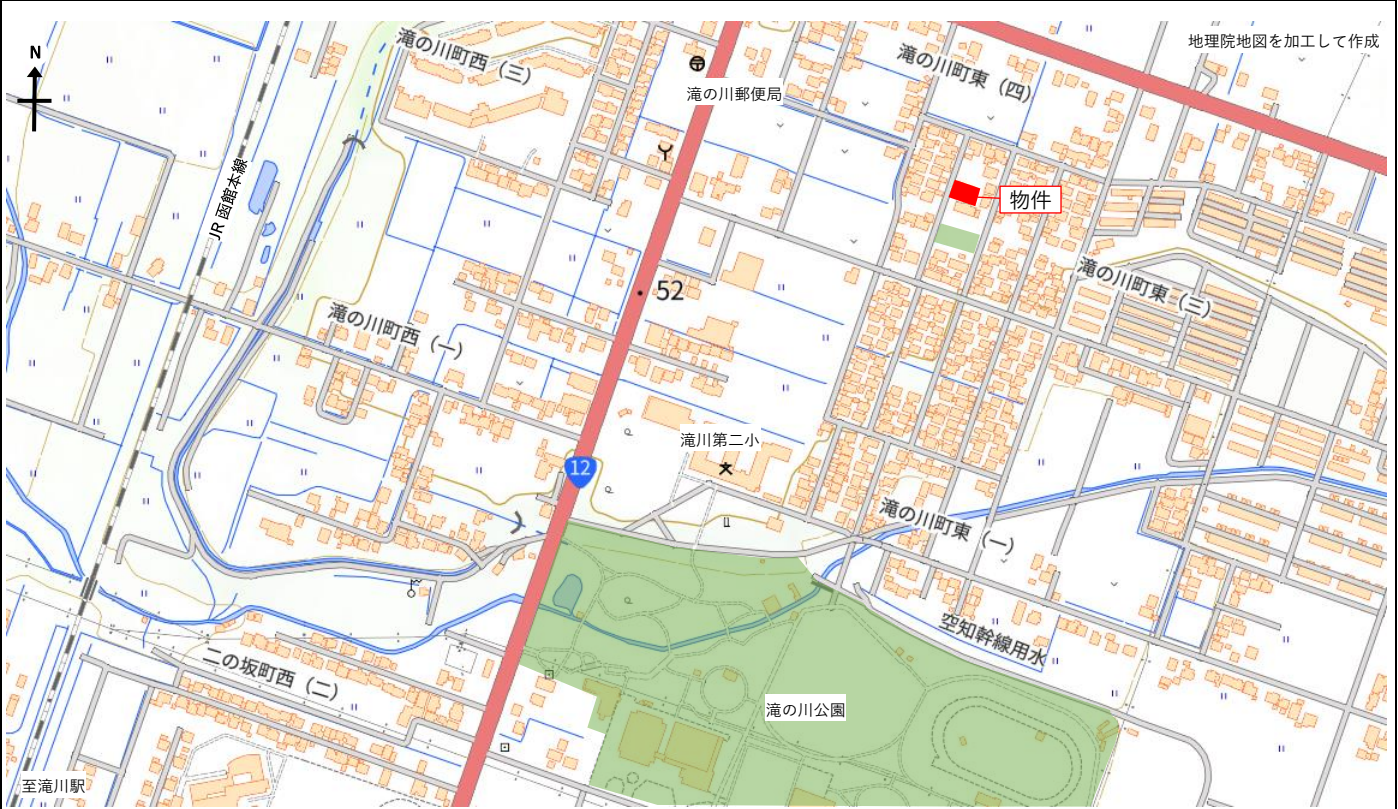 地理院地図を加工して作成
N
滝の川町西（三）
滝の川町東（四）
滝の川郵便局
JR 函館本線
物件
滝の川町東（三）
52
滝の川町西（一）
滝川第二小
12
滝の川町東（一）
空知幹線用水
二の坂町西（二）
滝の川公園
至滝川駅